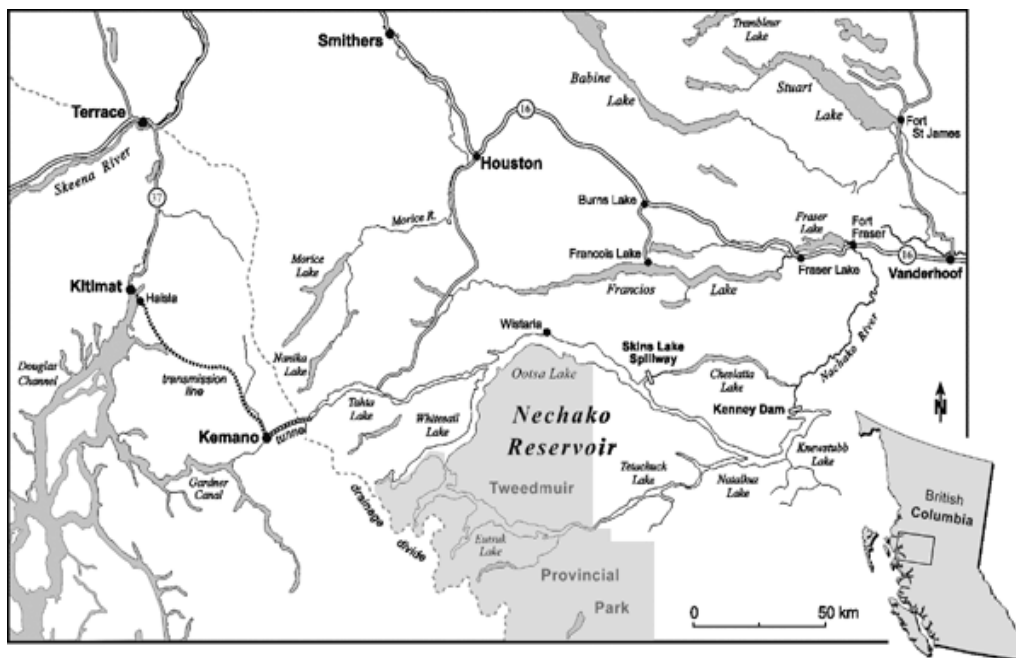 Smithers
Trembleur
Lake
Babine
Lake
Stuart
Lake
Terrace
16
Fort
St James
Skeena River
Houston
37
Burns Lake
Morice R.
Fraser
Lake
Fort
Fraser
Morice
Lake
Francois Lake
Fraser Lake
16
Vanderhoof
Kitimat
Haisla
Francios Lake
Wistaria
Skins Lake
Spillway
Nachako River
Douglas
Channel
Nanika
Lake
Ootsa Lake
Cheslatta
Lake
transmission
line
Tahta
Lake
Whitesail
Lake
Nechako
Reservoir
Kenney Dam
N
Kemano
tunnel
Knewstubb
Lake
Tetachuck
Lake
Natalkuz
Lake
Gardner
Canal
Tweedmuir
drainage
divide
Eutsuk
Lake
British
Columbia
Provincial
Park
0 50 km